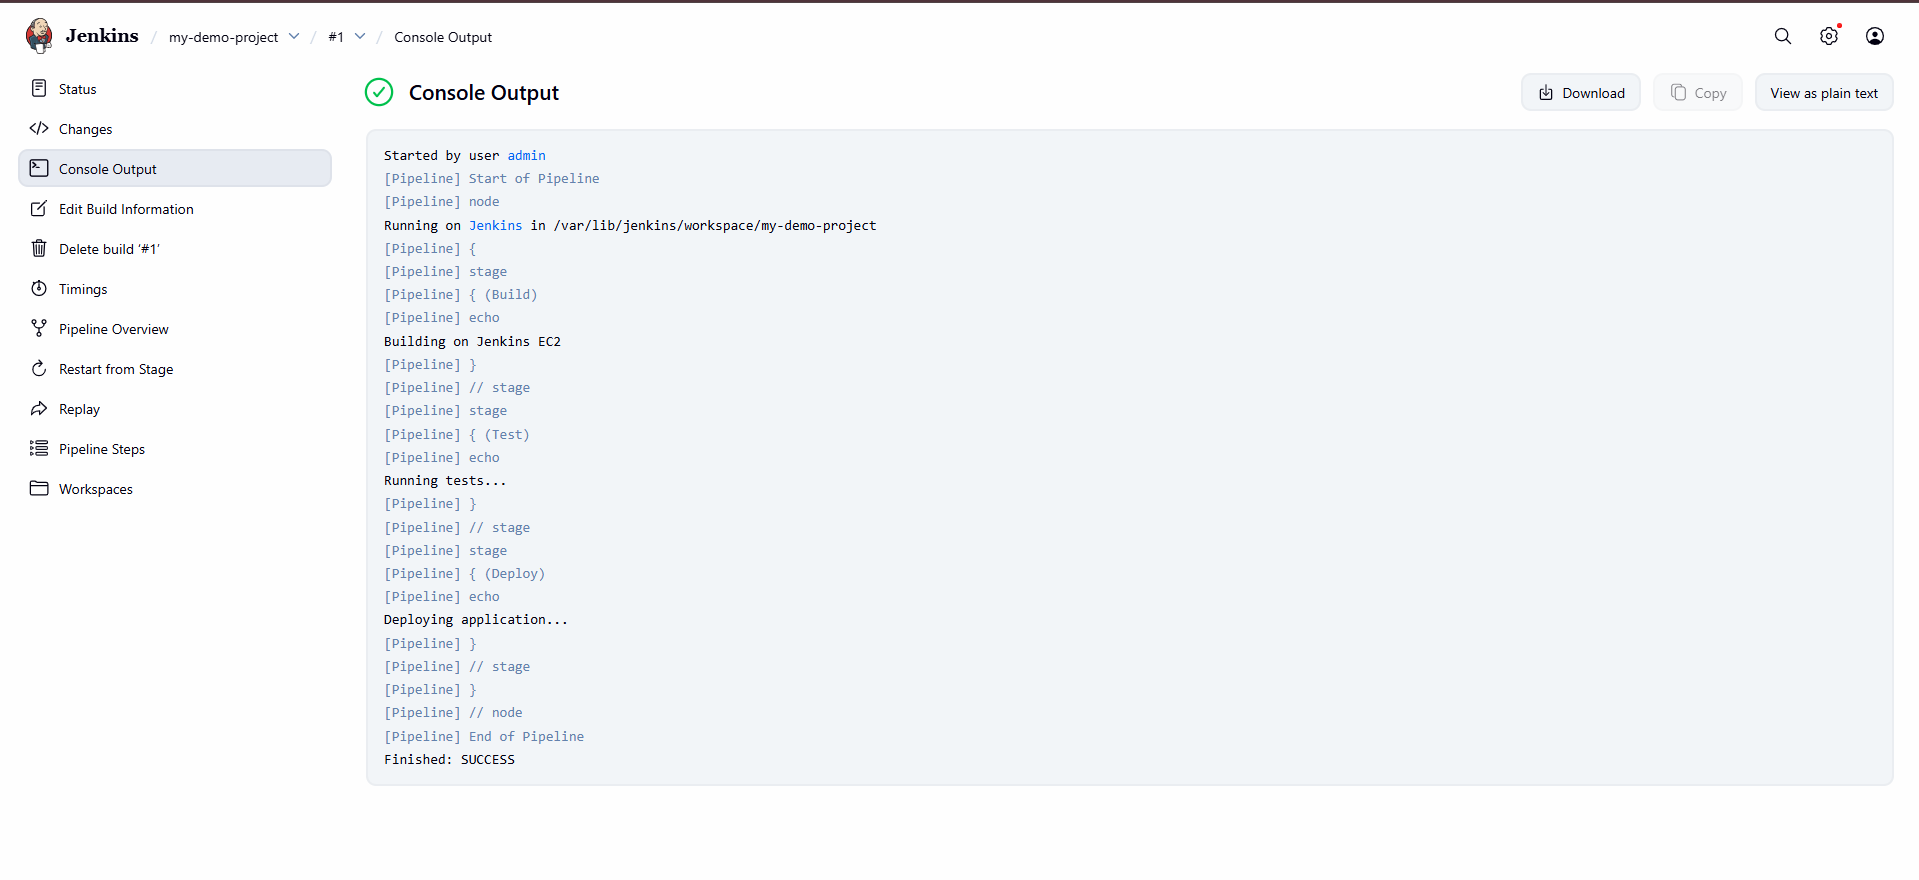 Jenkins / my-demo-project / #1 / Console Output
Status
Changes
Console Output
Edit Build Information
Delete build ‘#1’
Timings
Pipeline Overview
Restart from Stage
Replay
Pipeline Steps
Workspaces
Console Output
Download
Copy
View as plain text
Started by user admin
[Pipeline] Start of Pipeline
[Pipeline] node
Running on Jenkins in /var/lib/jenkins/workspace/my-demo-project
[Pipeline] {
[Pipeline] stage
[Pipeline] { (Build)
[Pipeline] echo
Building on Jenkins EC2
[Pipeline] }
[Pipeline] // stage
[Pipeline] stage
[Pipeline] { (Test)
[Pipeline] echo
Running tests...
[Pipeline] }
[Pipeline] // stage
[Pipeline] stage
[Pipeline] { (Deploy)
[Pipeline] echo
Deploying application...
[Pipeline] }
[Pipeline] // stage
[Pipeline] }
[Pipeline] // node
[Pipeline] End of Pipeline
Finished: SUCCESS